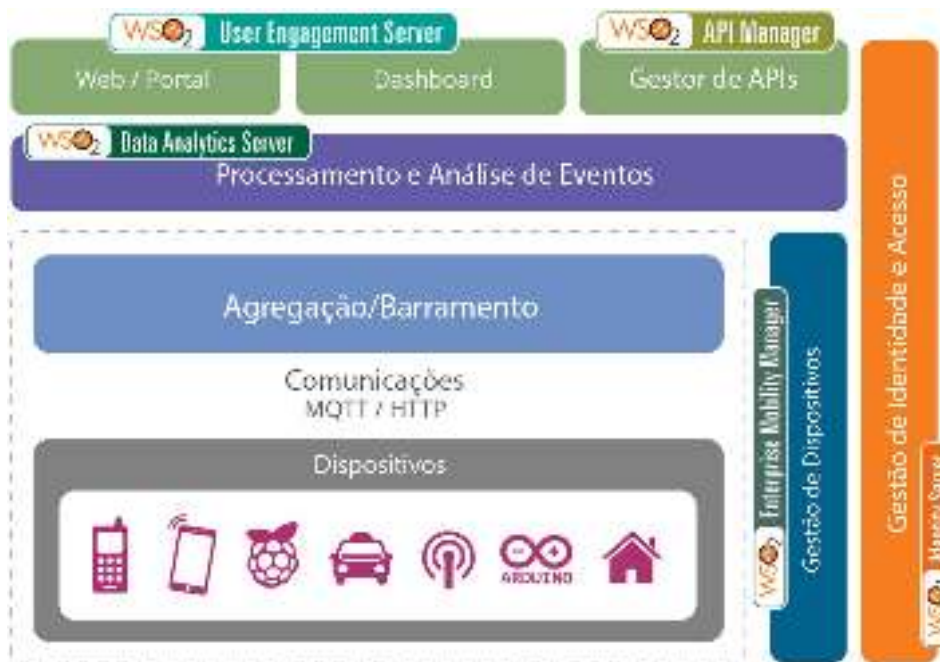 WSO2 User Engagement Server
WSO2 API Manager
Web / Portal
Dashboard
Gestor de APIs
WSO2 Data Analytics Server
Processamento e Análise de Eventos
Agregação/Barramento
Comunicações
MQTT / HTTP
Dispositivos
ARDUINO
WSO2 Enterprise Mobility Manager
Gestão de Dispositivos
Gestão de Identidade e Acesso
WSO2 Identity Server